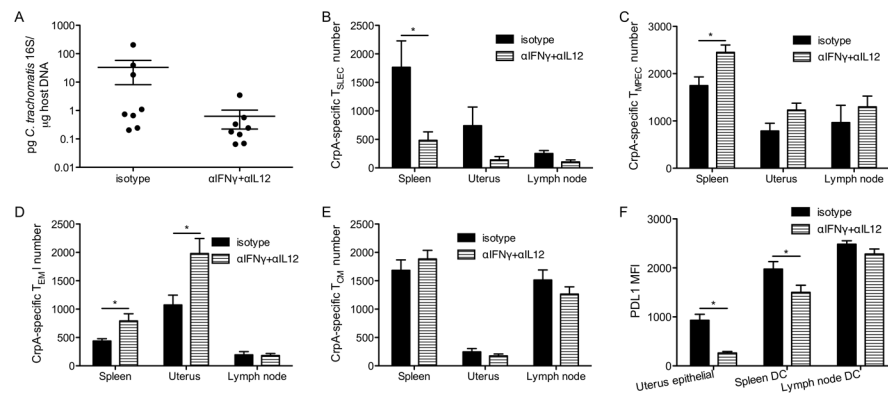 A
pg C. trachomatis 16S/
μg host DNA
1000
100
10
1
0.1
0.01
isotype
αIFNγ+αIL12
B
CrpA-specific TSLEC number
2500
2000
1500
1000
500
0
*
isotype
αIFNγ+αIL12
Spleen
Uterus
Lymph node
C
CrpA-specific TMPEC number
3000
2000
1000
0
*
isotype
αIFNγ+αIL12
Spleen
Uterus
Lymph node
D
CrpA-specific TEM number
2500
2000
1500
1000
500
0
*
*
isotype
αIFNγ+αIL12
Spleen
Uterus
Lymph node
E
CrpA-specific TCM number
2500
2000
1500
1000
500
0
isotype
αIFNγ+αIL12
Spleen
Uterus
Lymph node
F
PDL1 MFI
3000
2000
1000
0
*
*
isotype
αIFNγ+αIL12
Uterus epithelial
Spleen DC
Lymph node DC